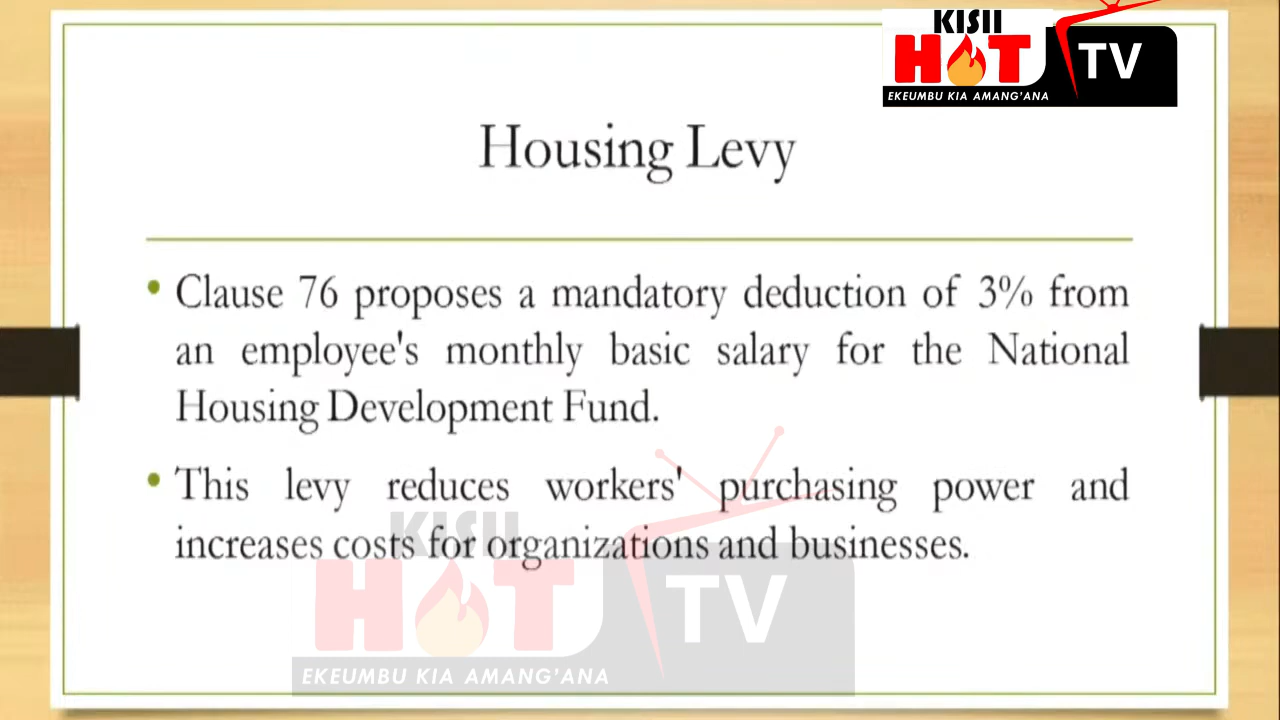 KISII
HOT TV
EKEUMBU KIA AMANG'ANA
Housing Levy
• Clause 76 proposes a mandatory deduction of 3% from
an employee's monthly basic salary for the National
Housing Development Fund.
• This levy reduces workers' purchasing power and
increases costs for organizations and businesses.
KISII
HOT TV
EKEUMBU KIA AMANG'ANA